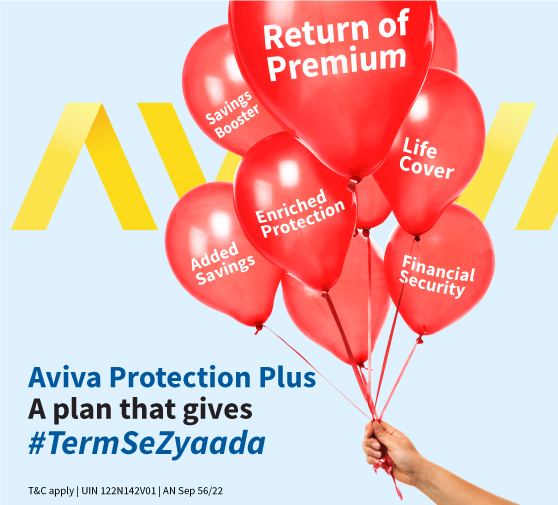 Return of
Premium
Savings
Booster
Life
Cover
Enriched
Protection
Added
Savings
Financial
Security
AVIVA
Aviva Protection Plus
A plan that gives
#TermSeZyaada
T&C apply | UIN 122N142V01 | AN Sep 56/22